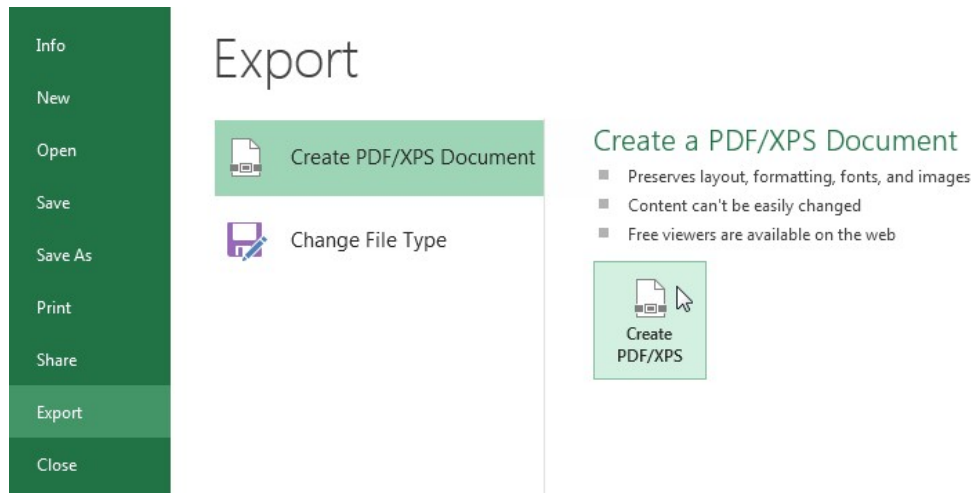 Info
New
Open
Save
Save As
Print
Share
Export
Close
Export
Create PDF/XPS Document
Change File Type
Create a PDF/XPS Document
Preserves layout, formatting, fonts, and images
Content can't be easily changed
Free viewers are available on the web
Create
PDF/XPS